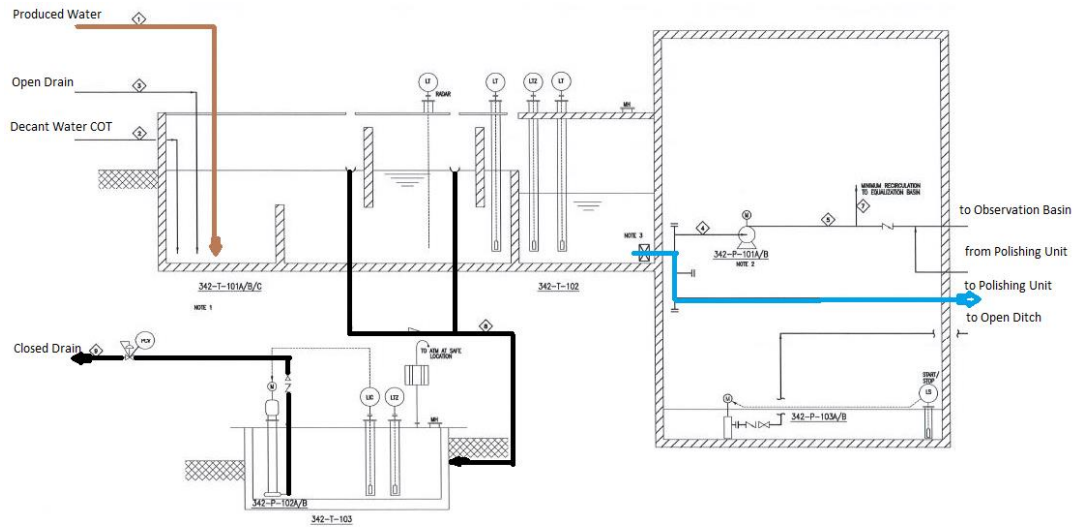 Produced Water
1
Open Drain
3
Decant Water COT
2
LT
RADAR
LT
LTZ
LT
MH
MINIMUM RECIRCULATION
TO EQUALIZATION BASIN
7
to Observation Basin
4
M
5
342-P-101A/B
NOTE 2
from Polishing Unit
NOTE 3
to Polishing Unit
to Open Ditch
342-T-101A/B/C
342-T-102
NOTE 1
8
Closed Drain
9
TO ATM AT SAFE
LOCATION
M
LIC
LTZ
MH
START/
STOP
LS
M
342-P-103A/B
342-P-102A/B
342-T-103